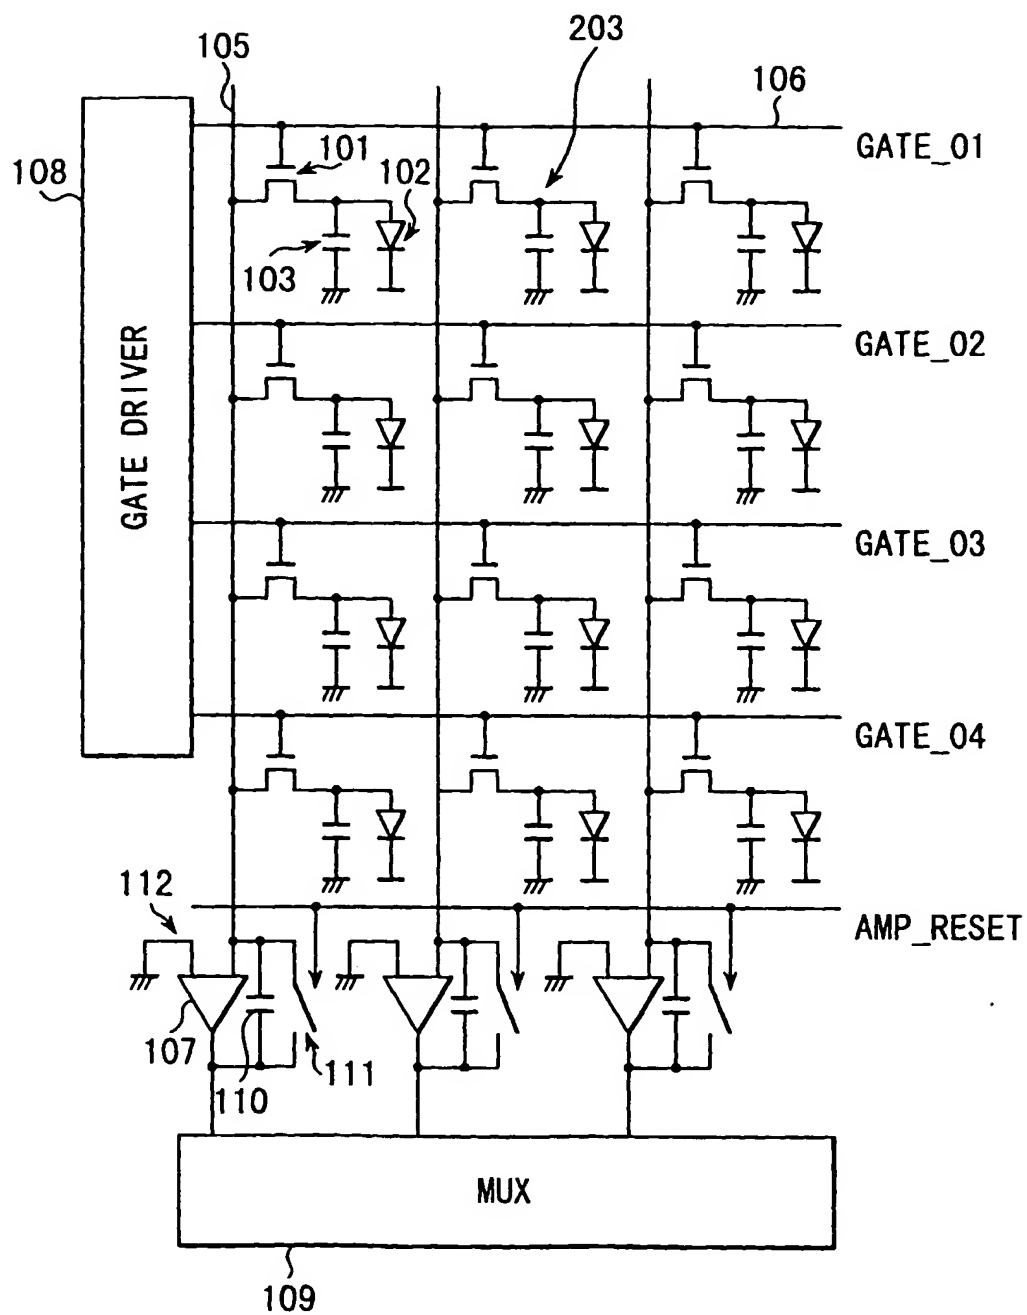 203
105
106
GATE_01
108
101
102
103
GATE_02
GATE DRIVER
GATE_03
GATE_04
112
AMP_RESET
107
110
111
MUX
109